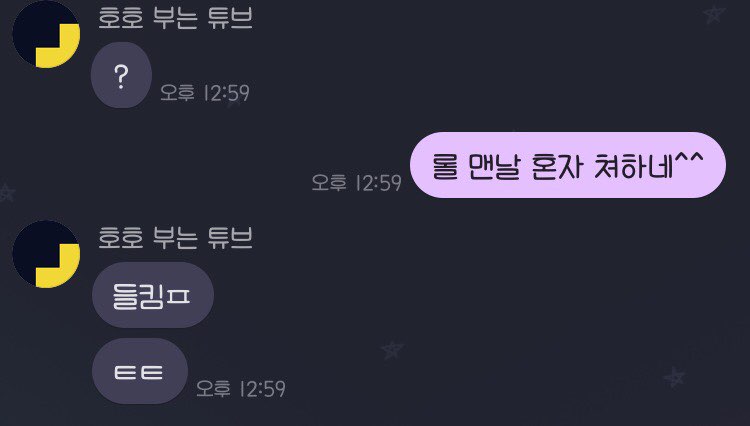 호호 부는 튜브
?
오후 12:59
롤 맨날 혼자 쳐하네^^
오후 12:59
호호 부는 튜브
들킴ㅍ
ㅌㅌ
오후 12:59